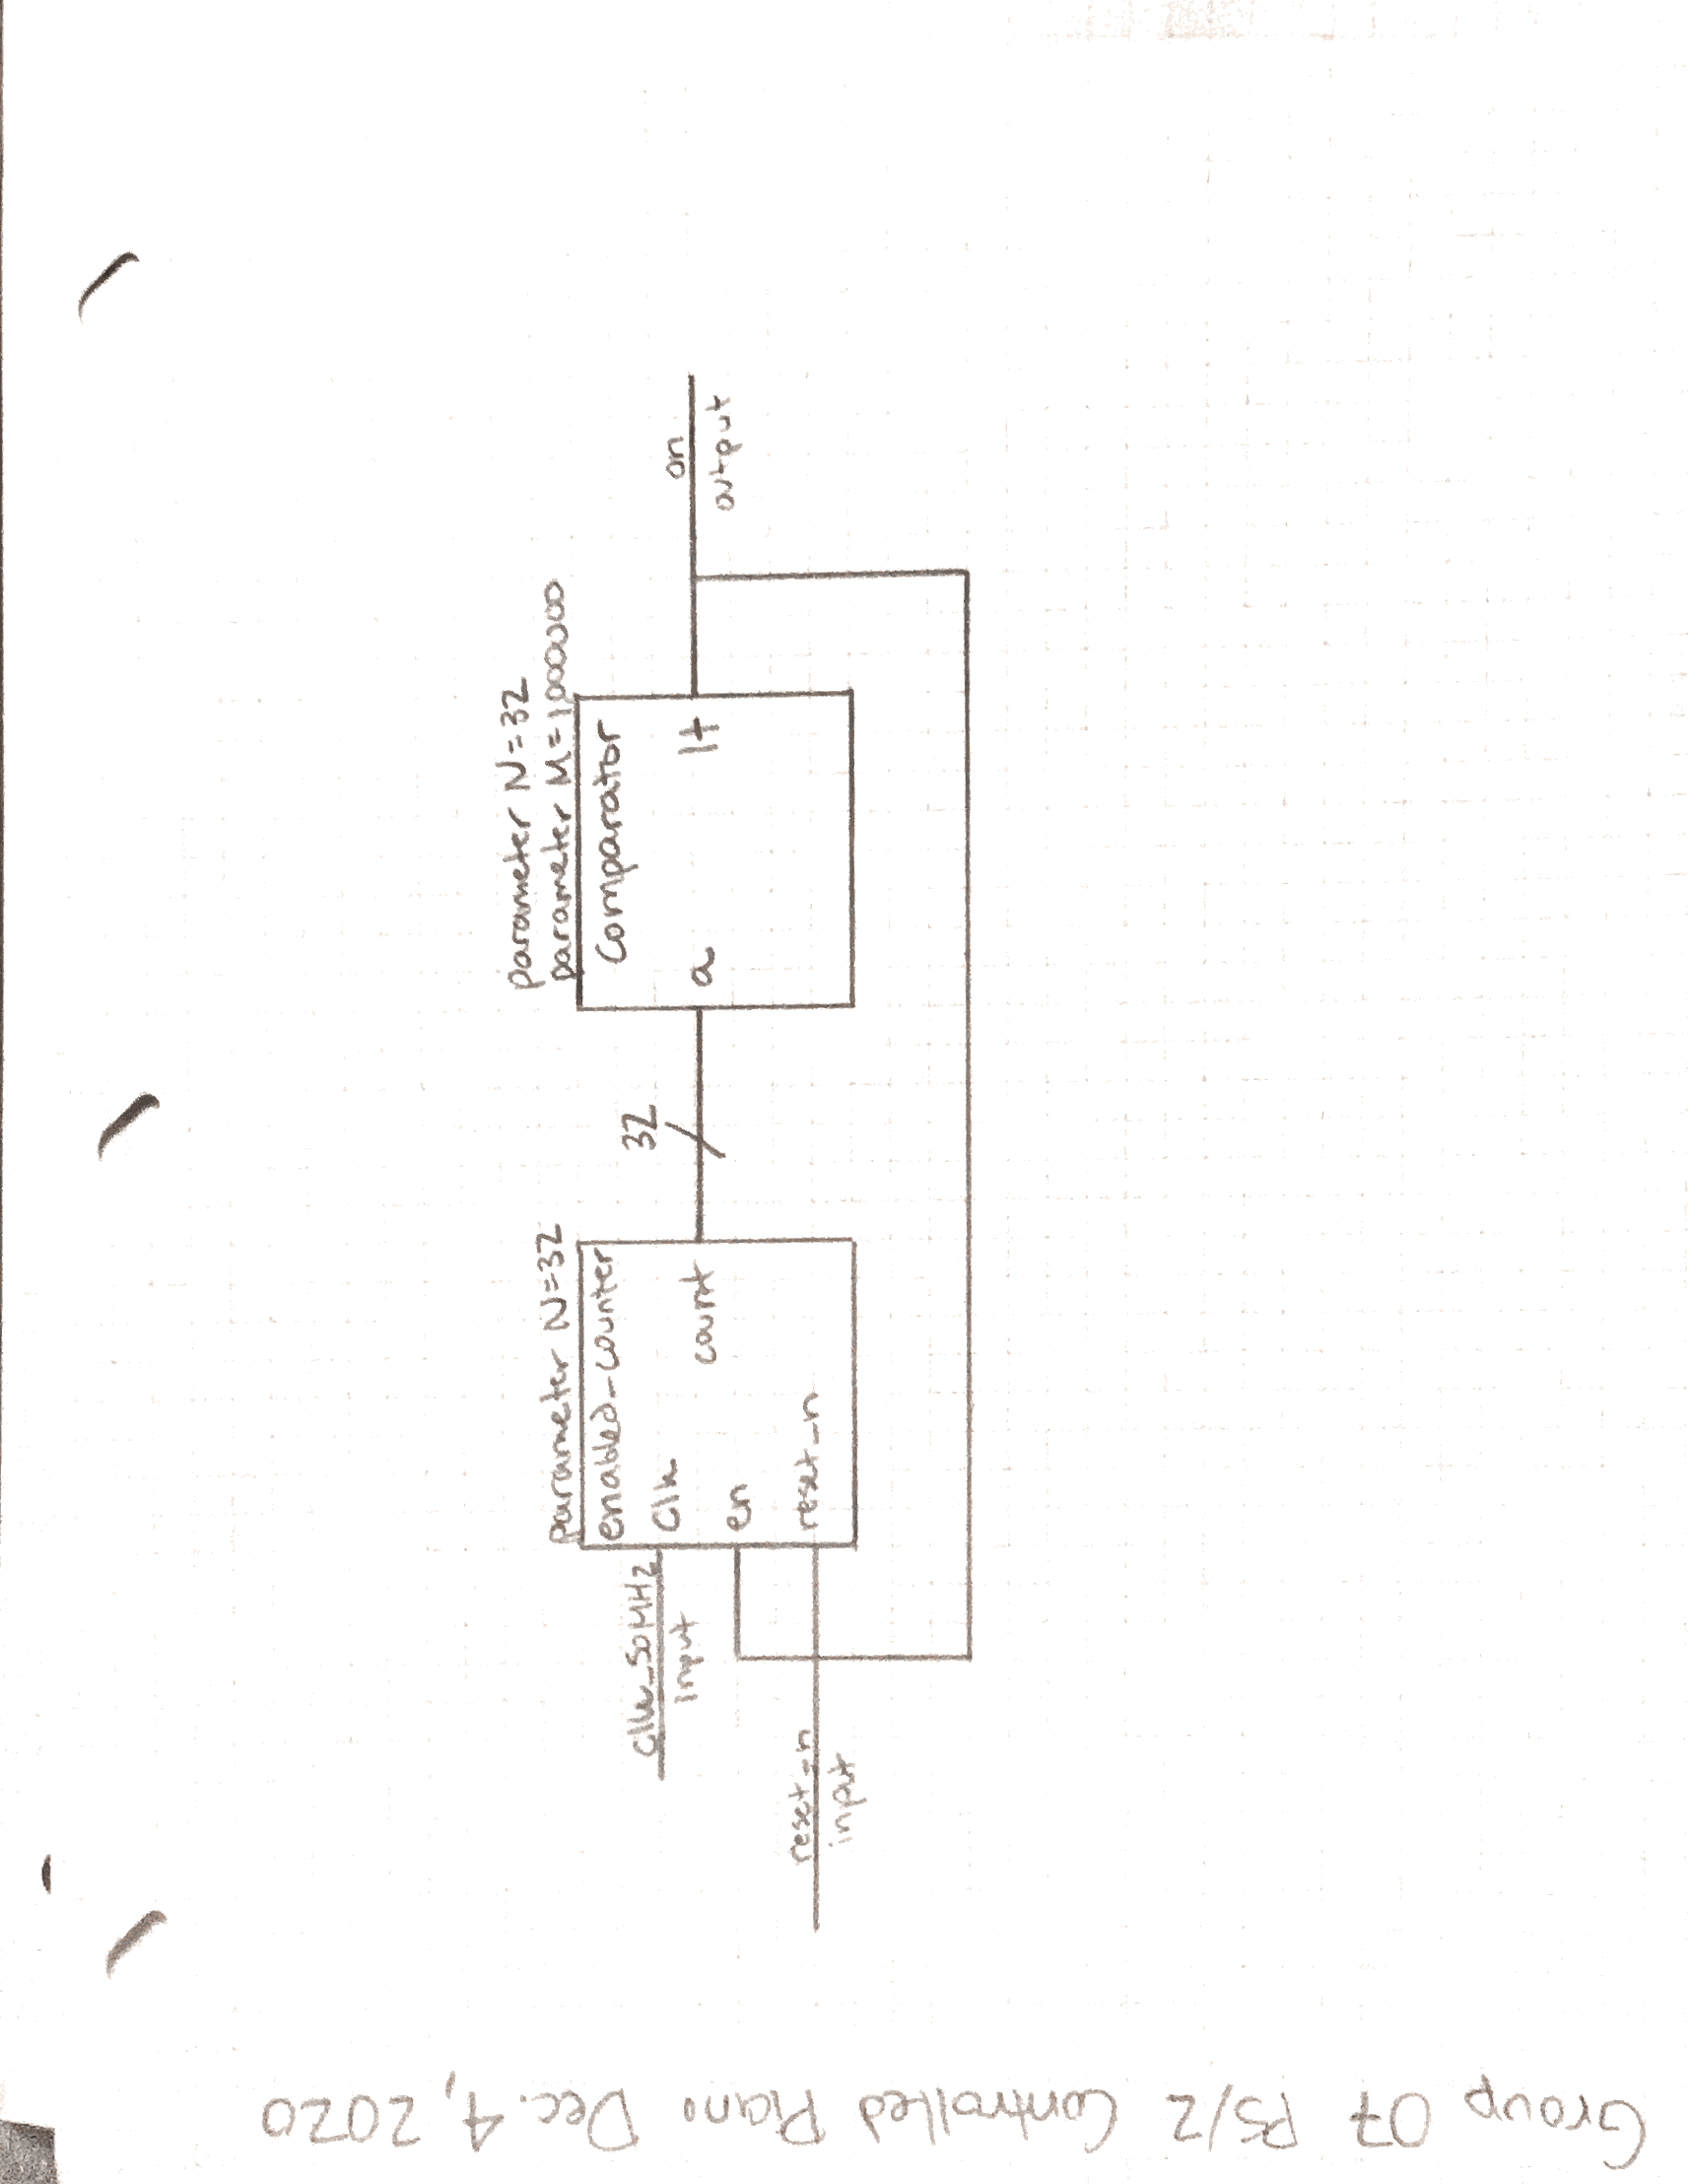 Group 07 PS/2 Controlled Piano Dec. 4, 2020
parameter N=32
enabled_counter
clk_50MHz
input
clk
en
reset_n
count
reset_n
input
32
parameter N=32
parameter M=1000000
Comparator
a
lt
on
output